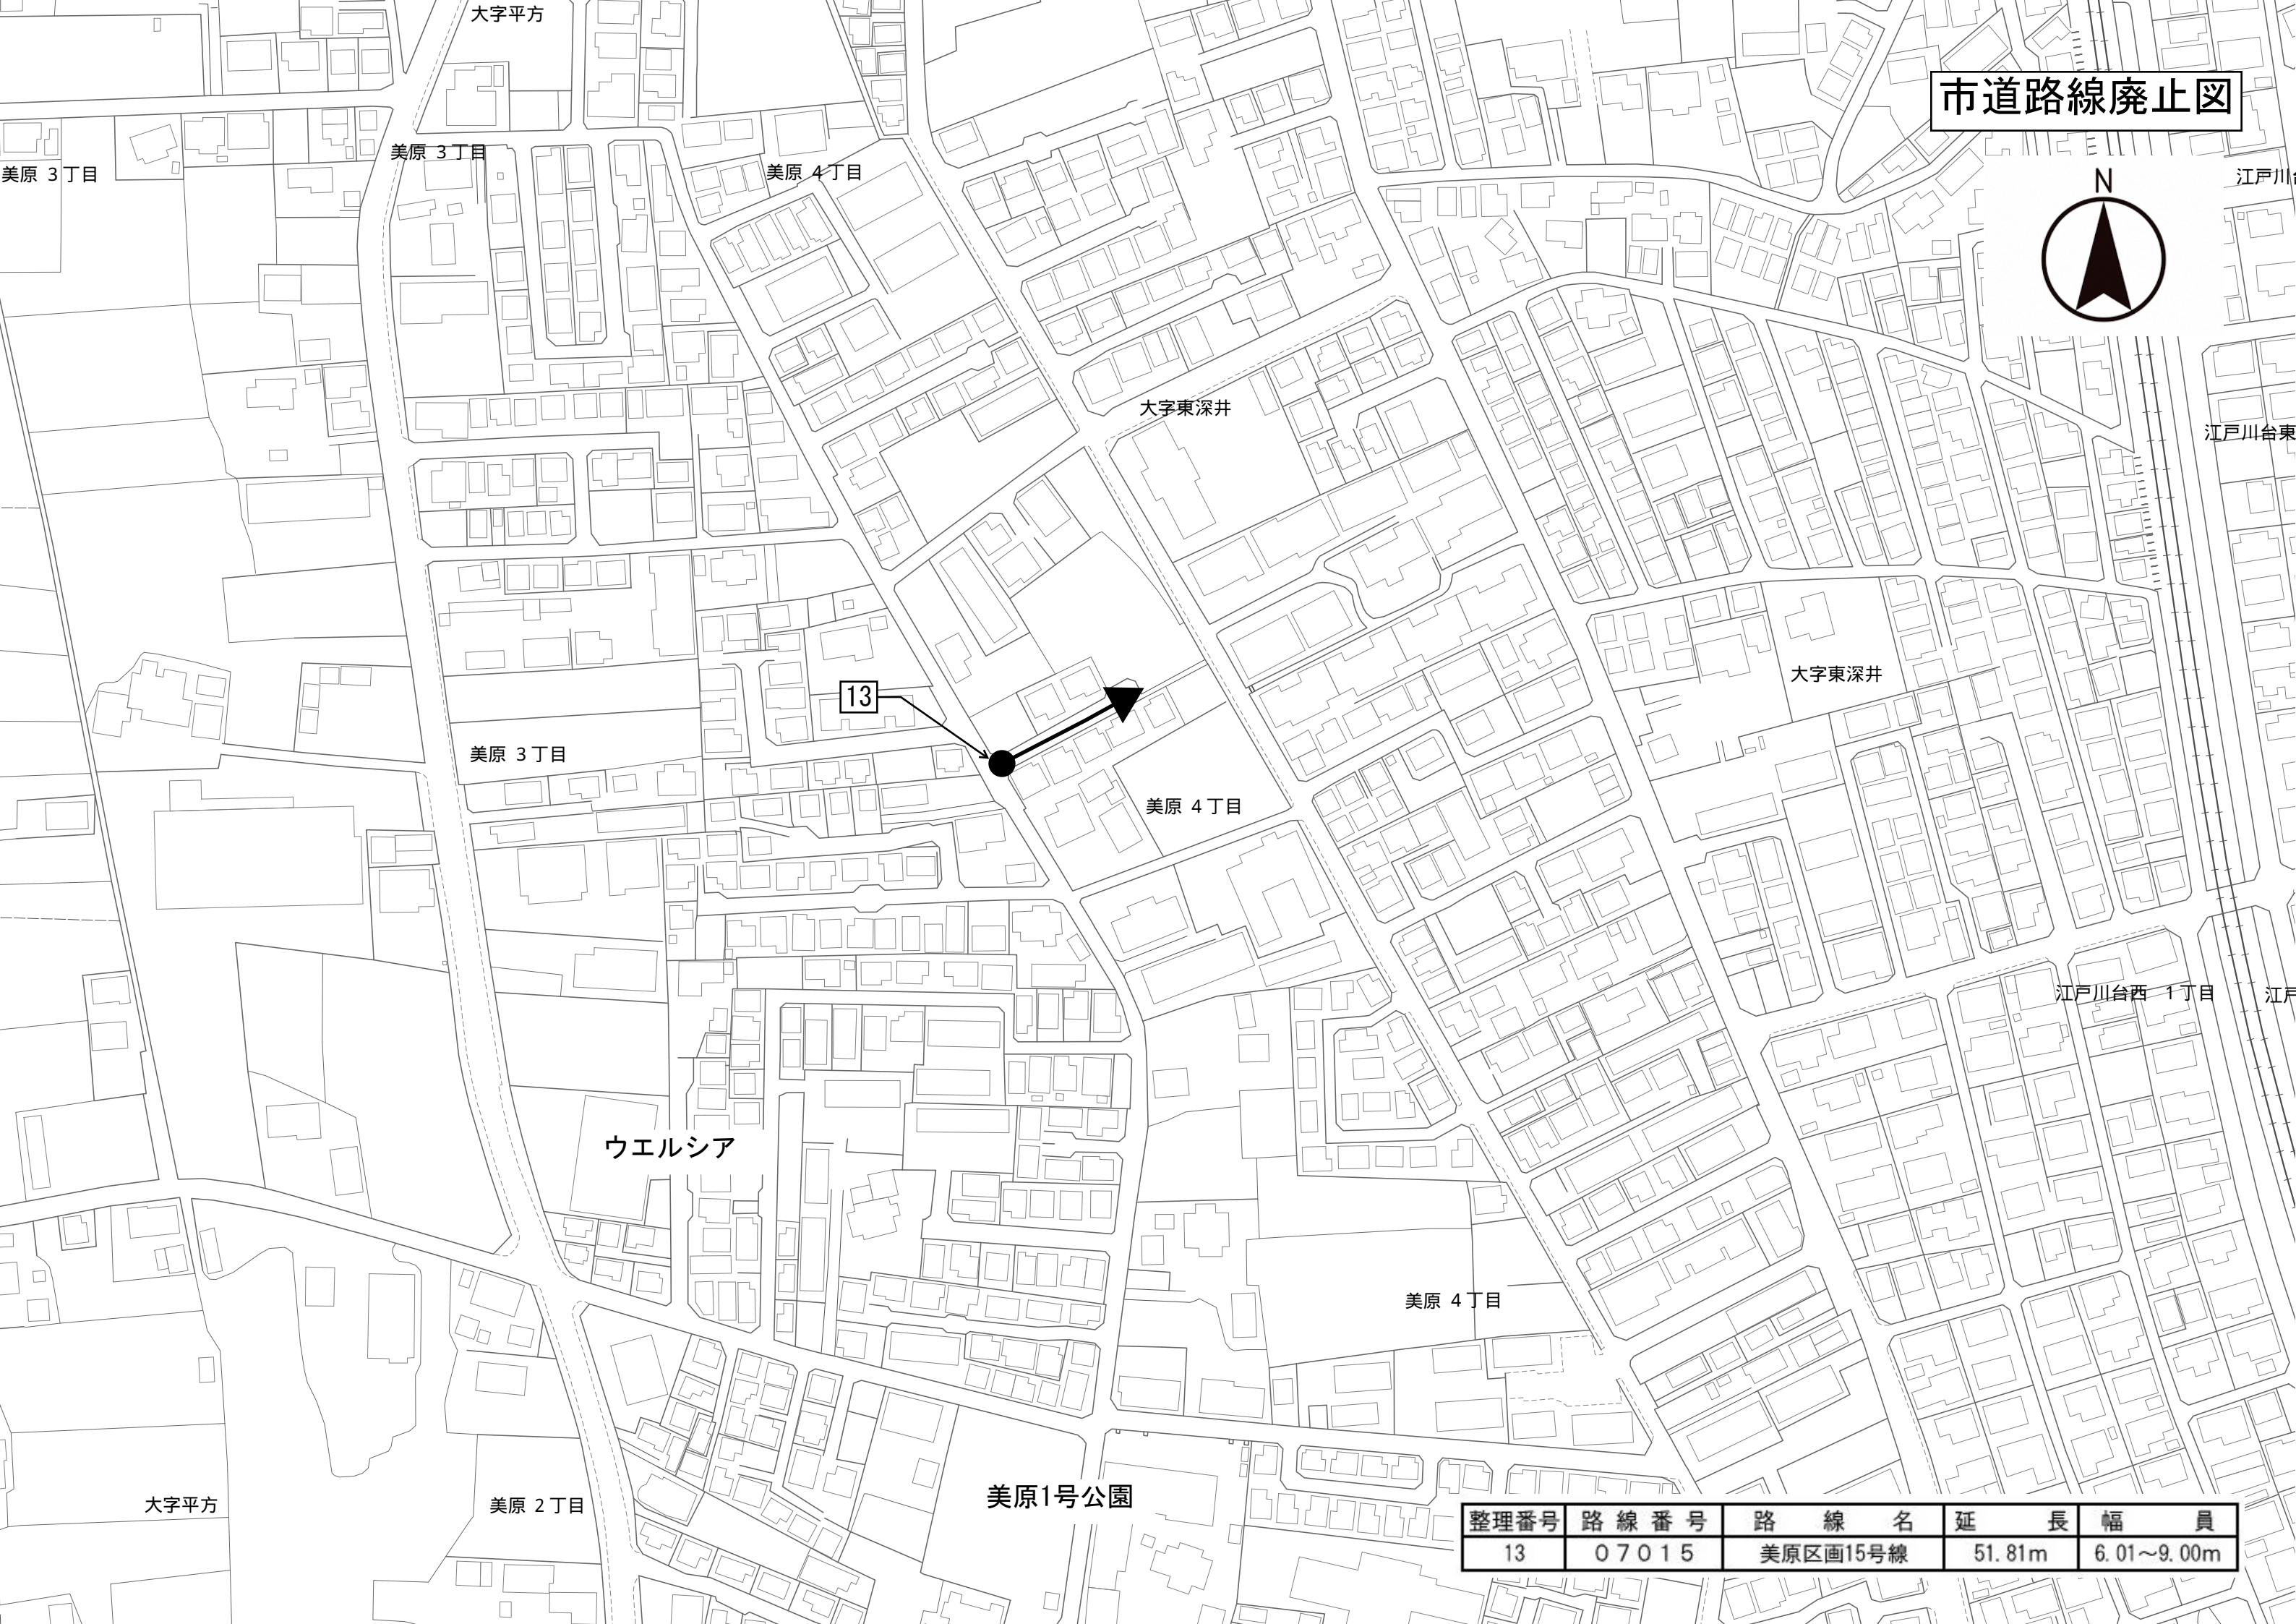 大字平方
市道路線廃止図
美原 3丁目
美原 3丁目
美原 4丁目
N
大字東深井
江戸川台東
大字東深井
13
美原 3丁目
美原 4丁目
江戸川台西 1丁目
ウエルシア
美原 4丁目
美原1号公園
大字平方
美原 2丁目
整理番号 路線番号 路線名 延長 幅員
13 07015 美原区画15号線 51.81m 6.01～9.00m